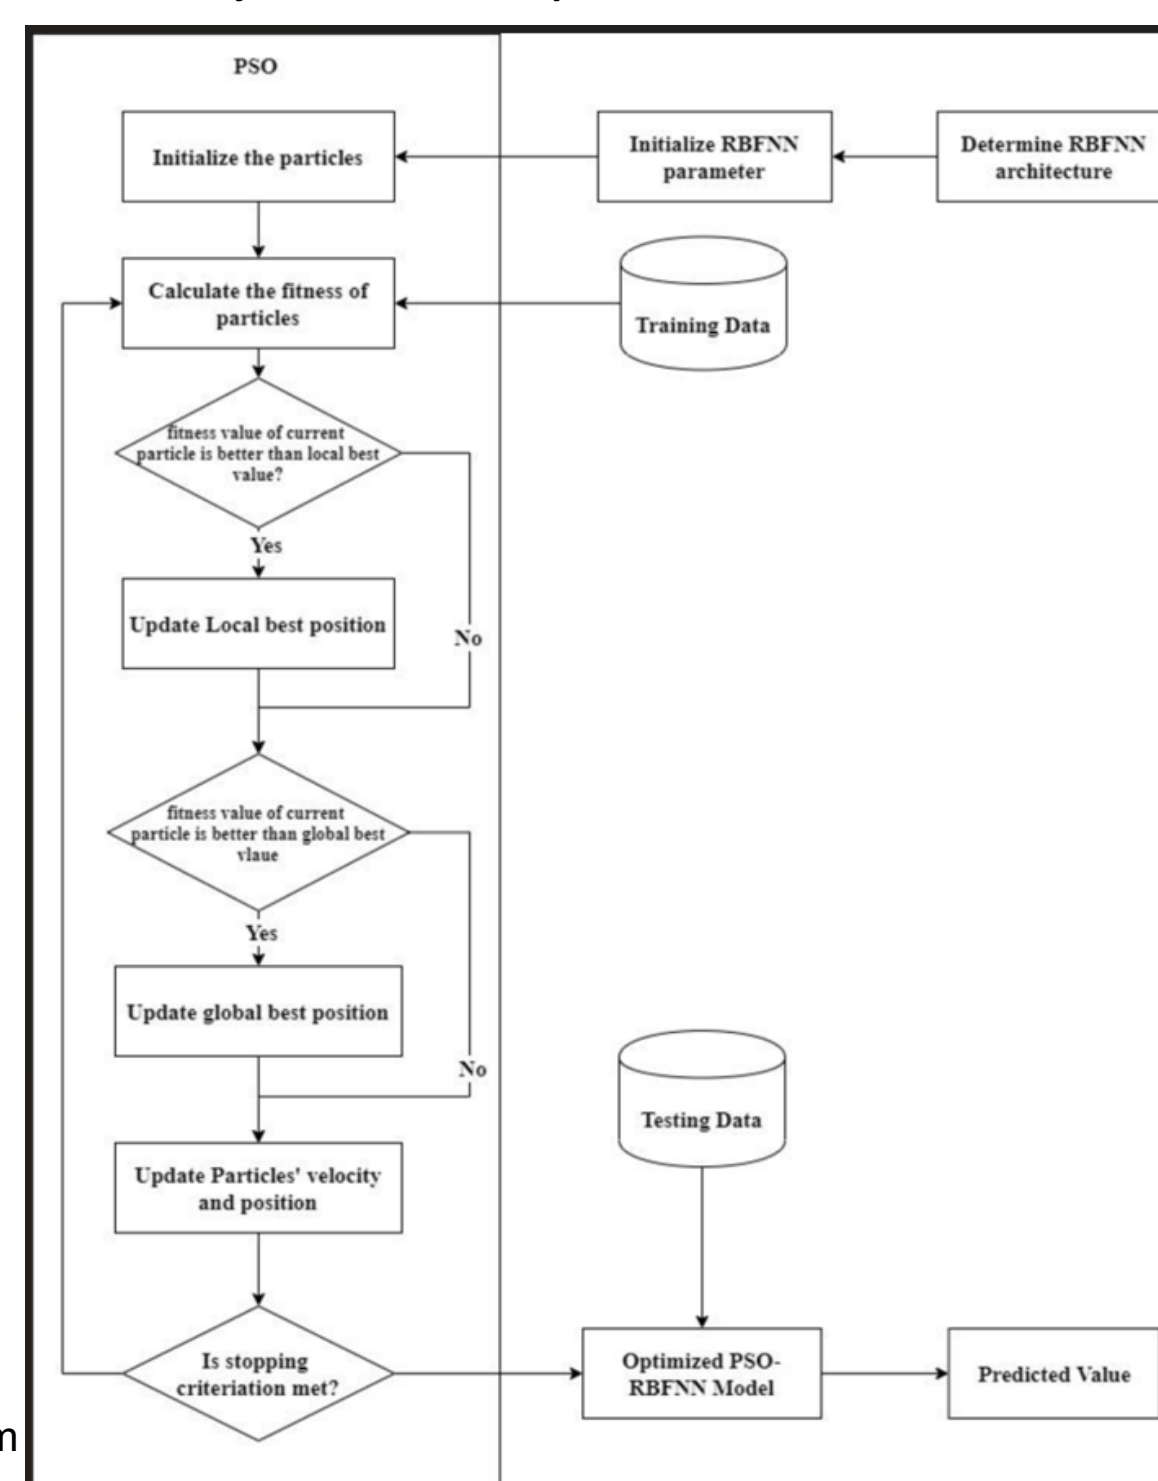 PSO
Initialize the particles
Initialize RBFNN
parameter
Determine RBFNN
architecture
Calculate the fitness of
particles
Training Data
fitness value of current
particle is better than local best
value?
Yes
Update Local best position
No
fitness value of current
particle is better than global best
vlaue
Yes
Update global best position
No
Testing Data
Update Particles' velocity
and position
Is stopping
criteriation met?
Optimized PSO-
RBFNN Model
Predicted Value